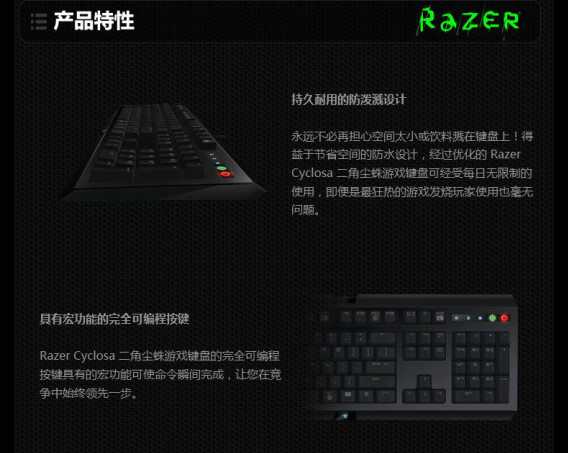 产品特性
RAZER
持久耐用的防泼溅设计
永远不必再担心空间太小或饮料溅在键盘上！得
益于节省空间的防水设计，经过优化的 Razer
Cyclosa 二角尘蛛游戏键盘可经受每日无限制的
使用，即便是最狂热的游戏发烧玩家使用也毫无
问题。
具有宏功能的完全可编程按键
Razer Cyclosa 二角尘蛛游戏键盘的完全可编程
按键具有的宏功能可使命令瞬间完成，让您在竞
争中始终领先一步。